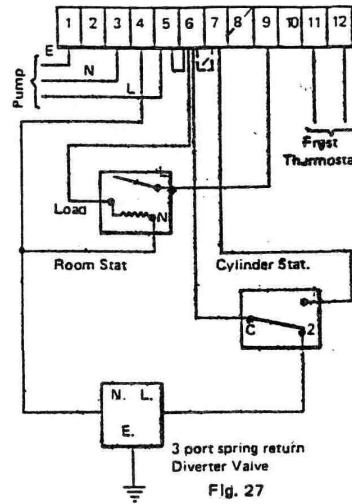 1 2 3 4 5 6 7 8 9 10 11 12
E
N
L
Pump
Frost
Thermostat
L
Load
N
Room Stat
Cylinder Stat.
1
C
2
N. L.
E.
3 port spring return
Diverter Valve
Fig. 27